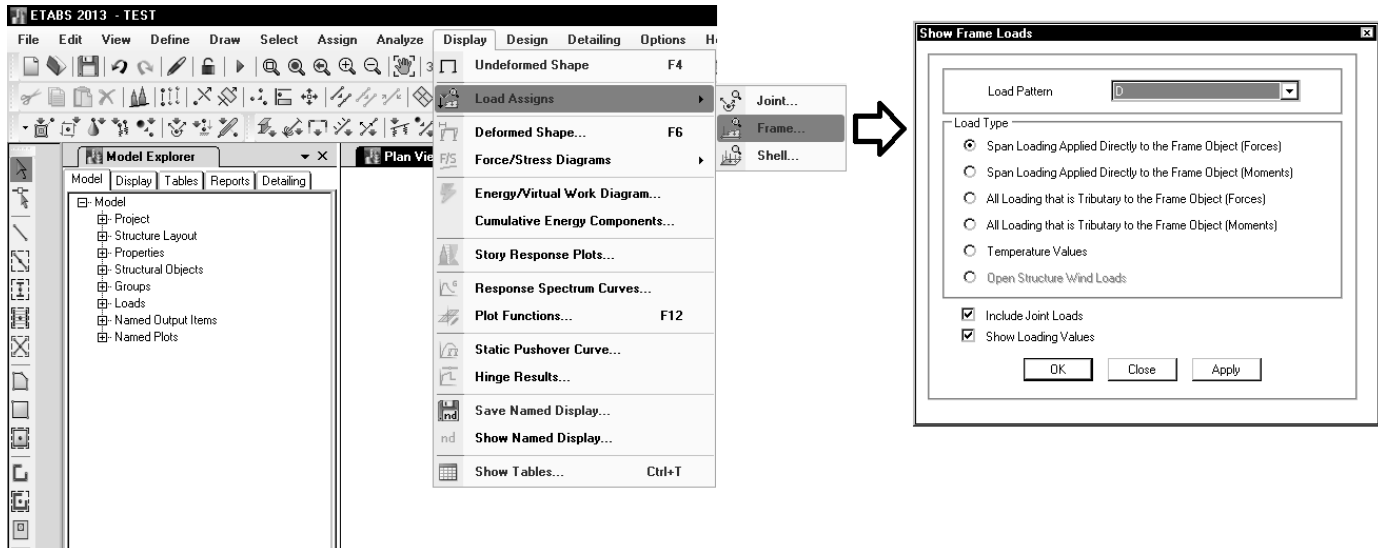 ETABS 2013 - TEST
File Edit View Define Draw Select Assign Analyze Display Design Detailing Options
Undeformed Shape F4
Load Assigns
Deformed Shape... F6
Force/Stress Diagrams
Energy/Virtual Work Diagram...
Cumulative Energy Components...
Story Response Plots...
Response Spectrum Curves...
Plot Functions... F12
Static Pushover Curve...
Hinge Results...
Save Named Display...
nd Show Named Display...
Show Tables... Ctrl+T
Joint...
Frame...
Shell...
F/S
nd
Model Explorer
Plan Vie
Model Display Tables Reports Detailing
Model
Project
Structure Layout
Properties
Structural Objects
Groups
Loads
Named Output Items
Named Plots
Show Frame Loads
Load Pattern D
Load Type
Span Loading Applied Directly to the Frame Object (Forces)
Span Loading Applied Directly to the Frame Object (Moments)
All Loading that is Tributary to the Frame Object (Forces)
All Loading that is Tributary to the Frame Object (Moments)
Temperature Values
Open Structure Wind Loads
Include Joint Loads
Show Loading Values
OK Close Apply